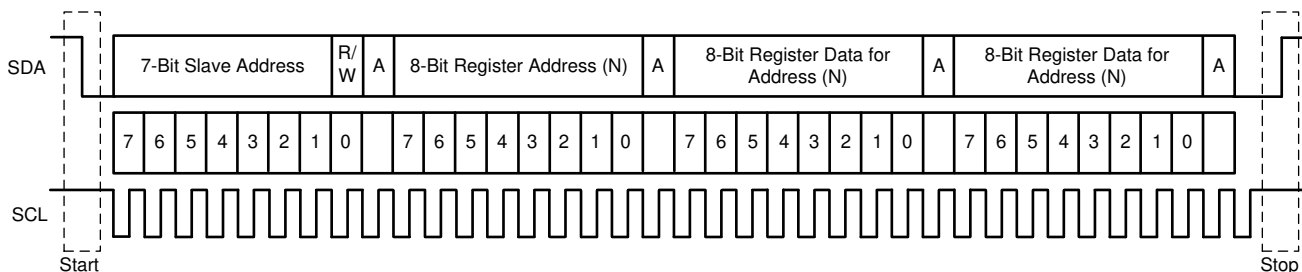 SDA
7-Bit Slave Address
R/
W
A
8-Bit Register Address (N)
A
8-Bit Register Data for
Address (N)
A
8-Bit Register Data for
Address (N)
A
7 6 5 4 3 2 1 0 7 6 5 4 3 2 1 0 7 6 5 4 3 2 1 0 7 6 5 4 3 2 1 0
SCL
Start
Stop